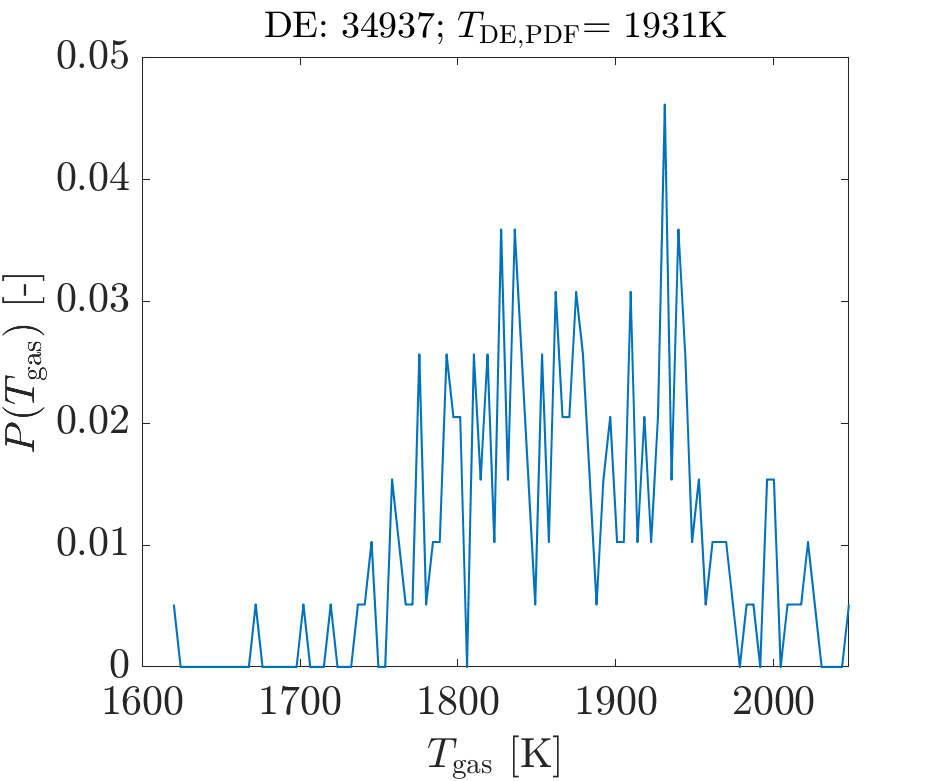 DE: 34937; T_DE,PDF= 1931K
0.05
0.04
0.03
0.02
0.01
0
P(T_gas) [-]
1600 1700 1800 1900 2000
T_gas [K]